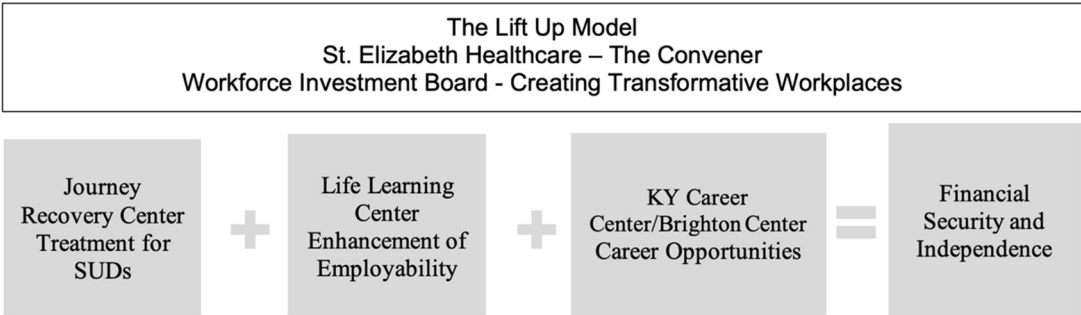 The Lift Up Model
St. Elizabeth Healthcare – The Convener
Workforce Investment Board - Creating Transformative Workplaces
Journey
Recovery Center
Treatment for
SUDs
+
Life Learning
Center
Enhancement of
Employability
+
KY Career
Center/Brighton Center
Career Opportunities
=
Financial
Security and
Independence